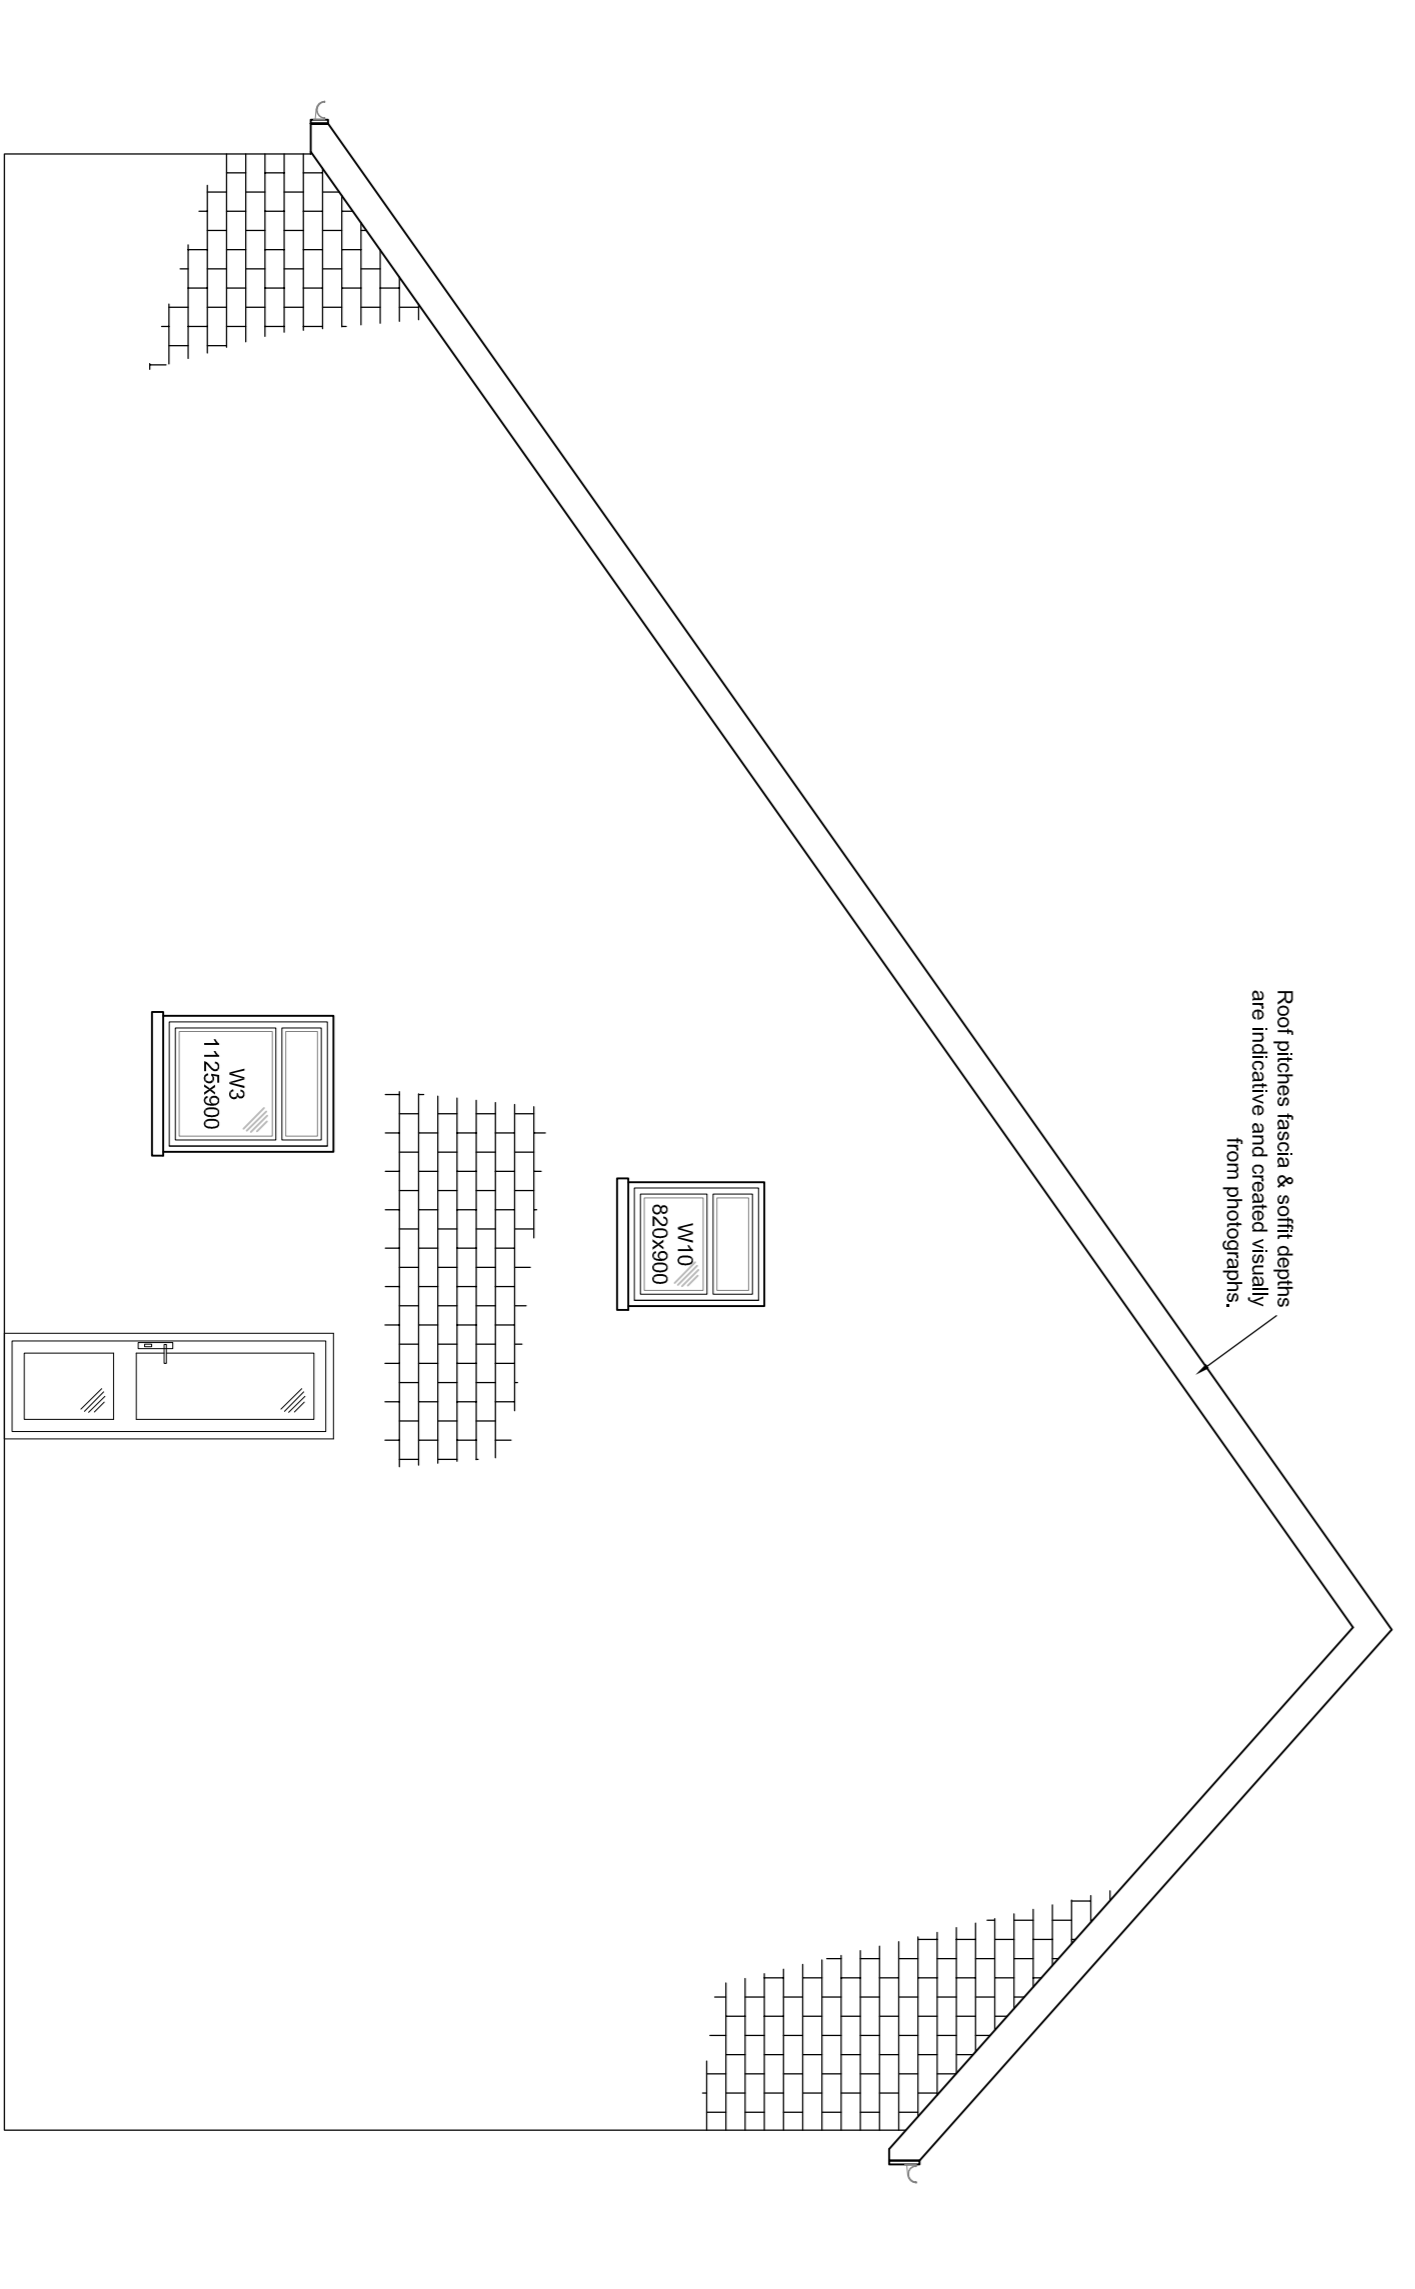 Roof pitches fascia & soffit depths
are indicative and created visually
from photographs.
W10
820x900
W3
1125x900